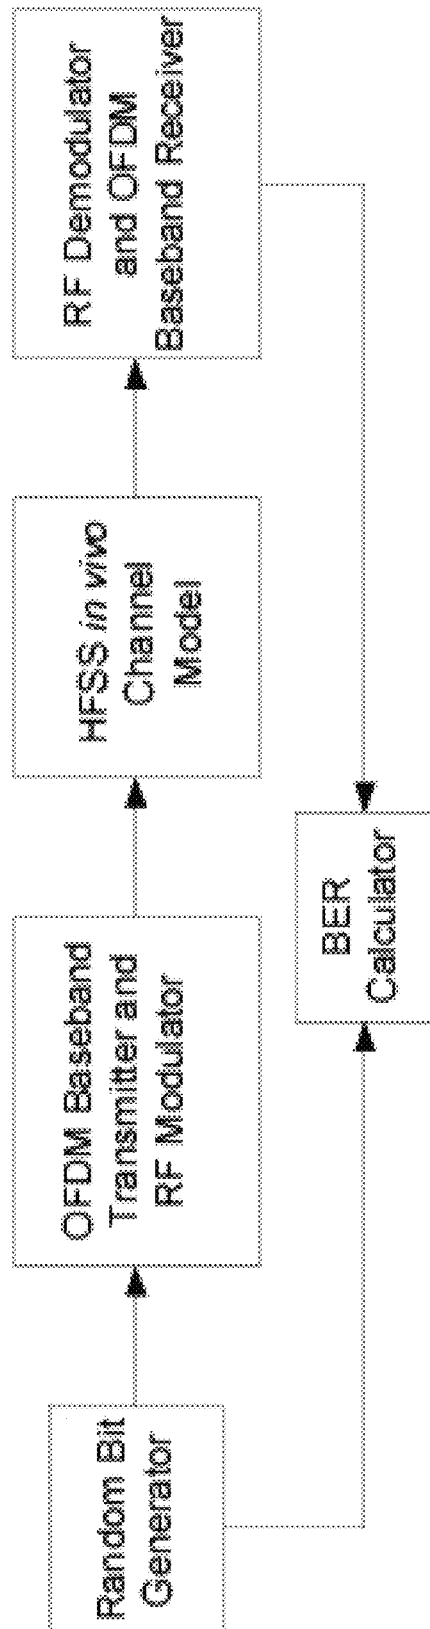 Random Bit
Generator
OFDM Baseband
Transmitter and
RF Modulator
HFSS in vivo
Channel
Model
RF Demodulator
and OFDM
Baseband Receiver
BER
Calculator